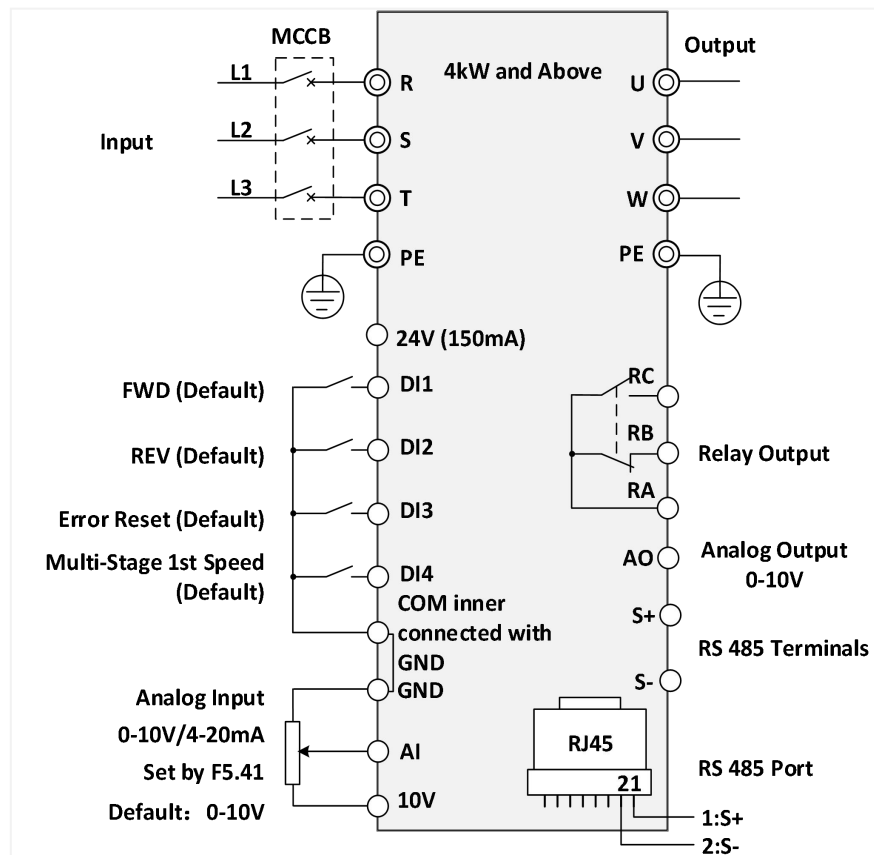 MCCB
Output
4kW and Above
L1
R
U
L2
Input
S
V
L3
T
W
PE
PE
24V (150mA)
FWD (Default)
DI1
RC
REV (Default)
DI2
RB
Relay Output
RA
Error Reset (Default)
DI3
Multi-Stage 1st Speed
(Default)
DI4
AO
Analog Output
0-10V
COM inner
connected with
GND
S+
RS 485 Terminals
S-
GND
Analog Input
0-10V/4-20mA
Set by F5.41
Default：0-10V
AI
10V
RJ45
21
RS 485 Port
1:S+
2:S-